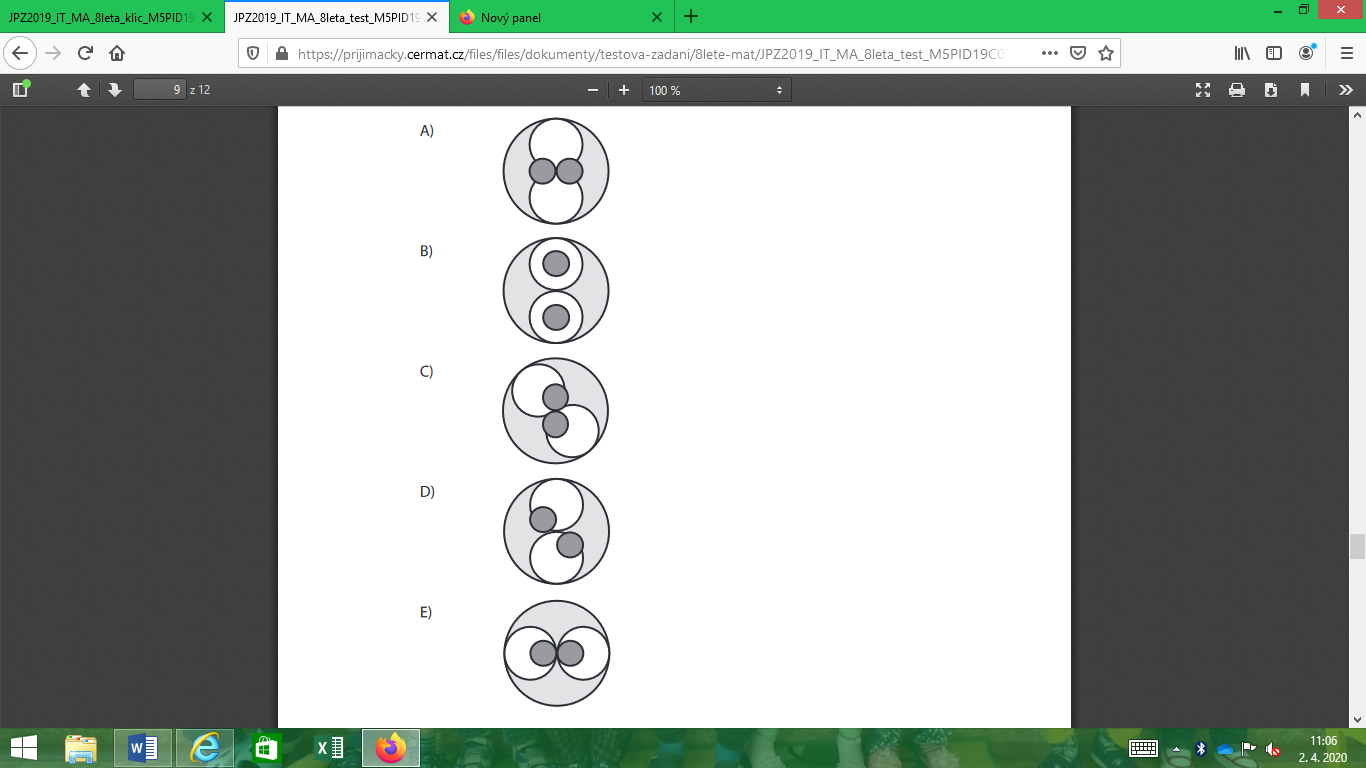 JPZ2019_IT_MA_8leta_klic_M5PID19
JPZ2019_IT_MA_8leta_test_M5PID19
Nový panel
https://prijimacky.cermat.cz/files/files/dokumenty/testova-zadani/8lete-mat/JPZ2019_IT_MA_8leta_test_M5PID19C0
9 z 12
100 %
A)
B)
C)
D)
E)
11:06
2. 4. 2020